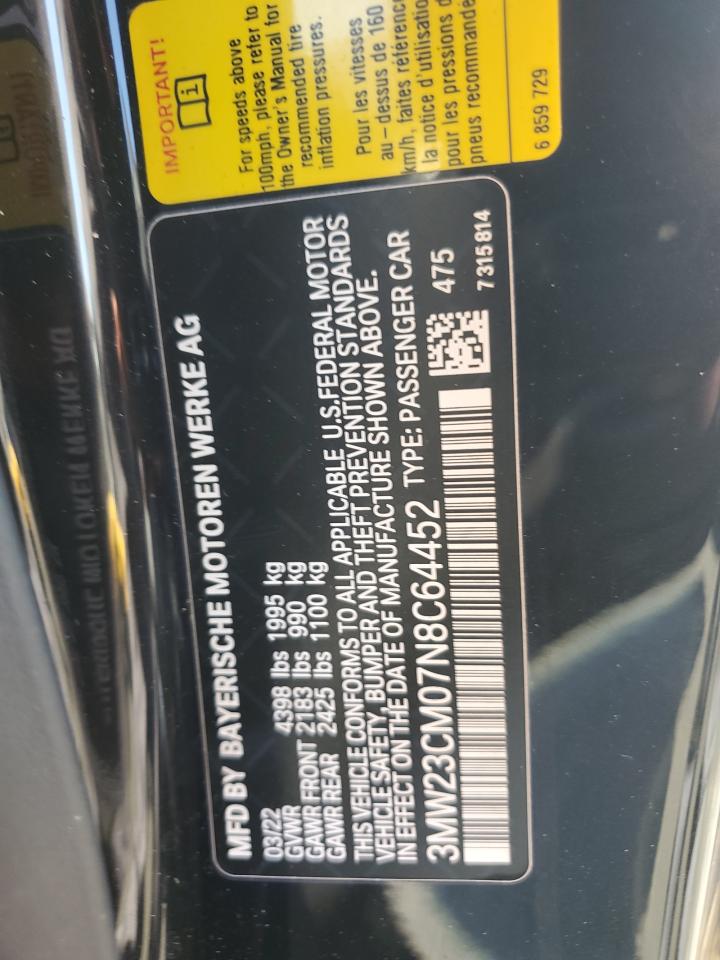 MFD BY BAYERISCHE MOTOREN WERKE AG
03/22
GVWR 4398 lbs 1995 kg
GAWR FRONT 2183 lbs 990 kg
GAWR REAR 2425 lbs 1100 kg
THIS VEHICLE CONFORMS TO ALL APPLICABLE U.S.FEDERAL MOTOR
VEHICLE SAFETY, BUMPER AND THEFT PREVENTION STANDARDS
IN EFFECT ON THE DATE OF MANUFACTURE SHOWN ABOVE.
3MW23CM07N8C64452 TYPE: PASSENGER CAR
475
7 315 814
IMPORTANT!
For speeds above
100mph, please refer to
the Owner's Manual for
recommended tire
inflation pressures.
Pour les vitesses
au-dessus de 160
km/h, faites référence
la notice d'utilisatio
pour les pressions d
pneus recommandé
6 859 729